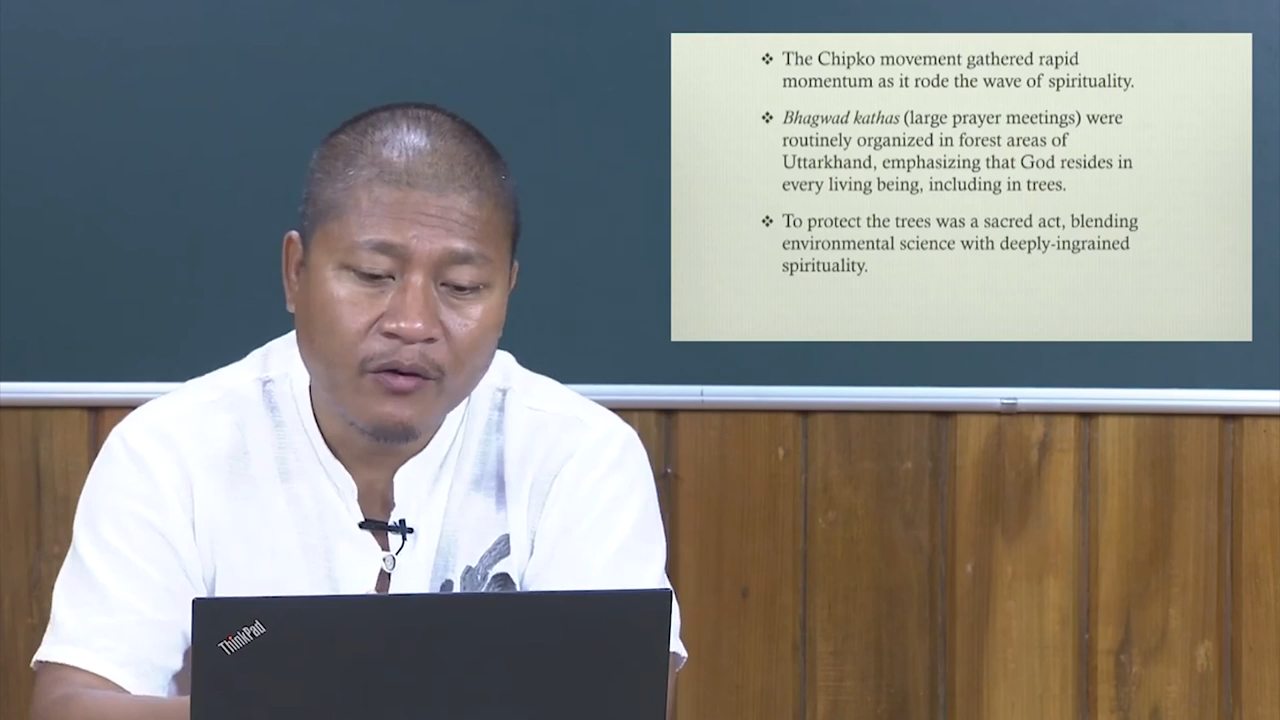 ❖ The Chipko movement gathered rapid
momentum as it rode the wave of spirituality.
❖ Bhagwad kathas (large prayer meetings) were
routinely organized in forest areas of
Uttarkhand, emphasizing that God resides in
every living being, including in trees.
❖ To protect the trees was a sacred act, blending
environmental science with deeply-ingrained
spirituality.
ThinkPad